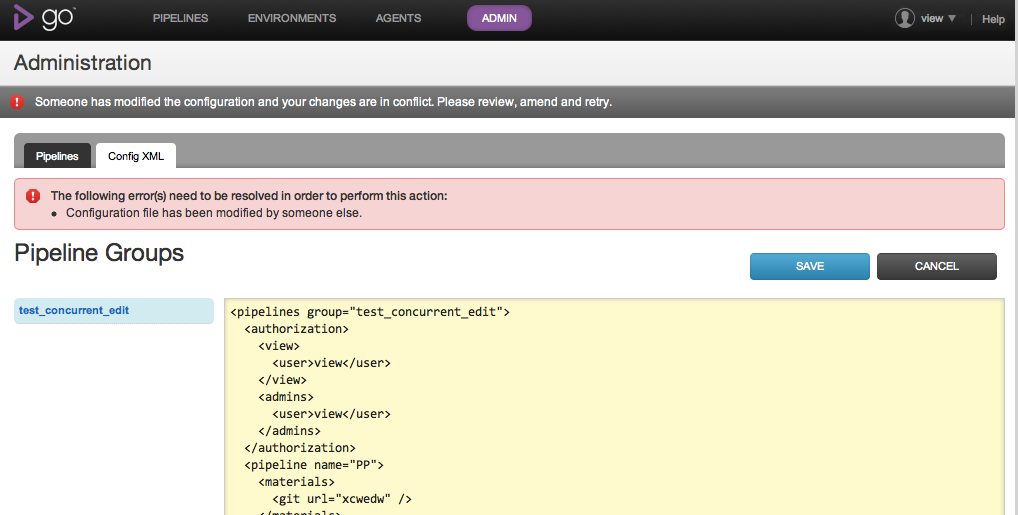 go™
PIPELINES ENVIRONMENTS AGENTS ADMIN view Help
Administration
Someone has modified the configuration and your changes are in conflict. Please review, amend and retry.
Pipelines Config XML
The following error(s) need to be resolved in order to perform this action:
• Configuration file has been modified by someone else.
Pipeline Groups
SAVE CANCEL
test_concurrent_edit
<pipelines group="test_concurrent_edit">
  <authorization>
    <view>
      <user>view</user>
    </view>
    <admins>
      <user>view</user>
    </admins>
  </authorization>
  <pipeline name="PP">
    <materials>
      <git url="xcwedw" />
    </materials>